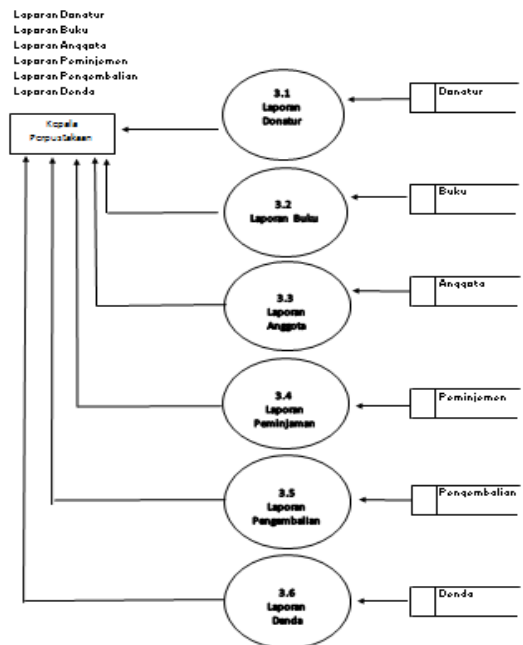 Laporan Donatur
Laporan Buku
Laporan Anggota
Laporan Peminjaman
Laporan Pengembalian
Laporan Denda
Kepala
Perpustakaan
3.1
Laporan
Donatur
Donatur
3.2
Laporan Buku
Buku
3.3
Laporan
Anggota
Anggota
3.4
Laporan
Peminjaman
Peminjaman
3.5
Laporan
Pengembalian
Pengembalian
3.6
Laporan
Denda
Denda